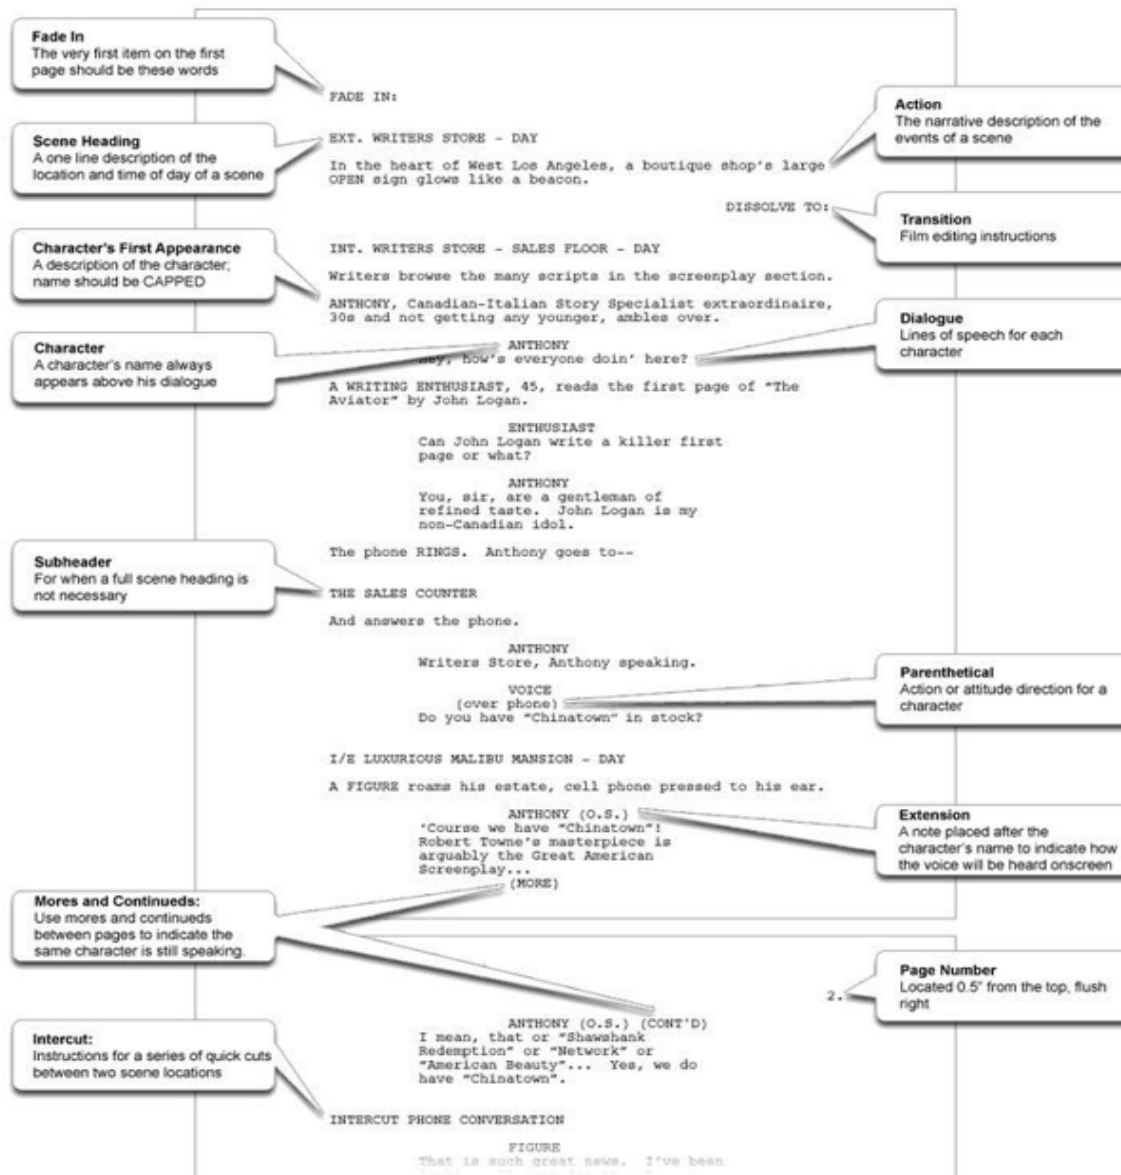 Fade In
The very first item on the first
page should be these words
FADE IN:
Action
The narrative description of the
events of a scene
Scene Heading
A one line description of the
location and time of day of a scene
EXT. WRITERS STORE - DAY
In the heart of West Los Angeles, a boutique shop's large
OPEN sign glows like a beacon.
DISSOLVE TO:
Transition
Film editing instructions
Character's First Appearance
A description of the character;
name should be CAPPED
INT. WRITERS STORE - SALES FLOOR - DAY
Writers browse the many scripts in the screenplay section.
ANTHONY, Canadian-Italian Story Specialist extraordinaire,
30s and not getting any younger, ambles over.
Dialogue
Lines of speech for each
character
Character
A character's name always
appears above his dialogue
ANTHONY
Hey, how's everyone doin' here?
A WRITING ENTHUSIAST, 45, reads the first page of "The
Aviator" by John Logan.
ENTHUSIAST
Can John Logan write a killer first
page or what?
ANTHONY
You, sir, are a gentleman of
refined taste.  John Logan is my
non-Canadian idol.
The phone RINGS.  Anthony goes to--
Subheader
For when a full scene heading is
not necessary
THE SALES COUNTER
And answers the phone.
ANTHONY
Writers Store, Anthony speaking.
VOICE
(over phone)
Do you have "Chinatown" in stock?
Parenthetical
Action or attitude direction for a
character
I/E LUXURIOUS MALIBU MANSION - DAY
A FIGURE roams his estate, cell phone pressed to his ear.
ANTHONY (O.S.)
'Course we have "Chinatown"!
Robert Towne's masterpiece is
arguably the Great American
Screenplay...
(MORE)
Extension
A note placed after the
character's name to indicate how
the voice will be heard onscreen
Mores and Continueds:
Use mores and continueds
between pages to indicate the
same character is still speaking.
Page Number
Located 0.5" from the top, flush
right
2.
ANTHONY (O.S.) (CONT'D)
I mean, that or "Shawshank
Redemption" or "Network" or
"American Beauty"...  Yes, we do
have "Chinatown".
Intercut:
Instructions for a series of quick cuts
between two scene locations
INTERCUT PHONE CONVERSATION
FIGURE
That is such great news.  I've been